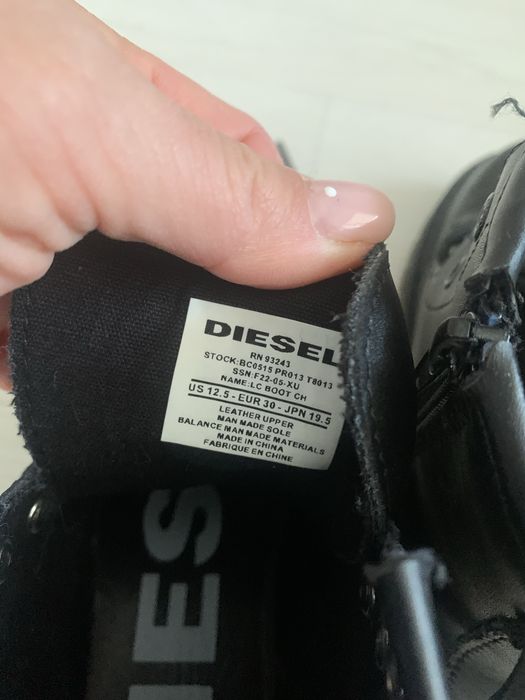 DIESEL
RN 93243
STOCK:BC0515 PR013 T8013
SSN:F22-05-XU
NAME:LC BOOT CH
US 12.5 - EUR 30 - JPN 19.5
LEATHER UPPER
MAN MADE SOLE
BALANCE MAN MADE MATERIALS
MADE IN CHINA
FABRIQUE EN CHINE
IES